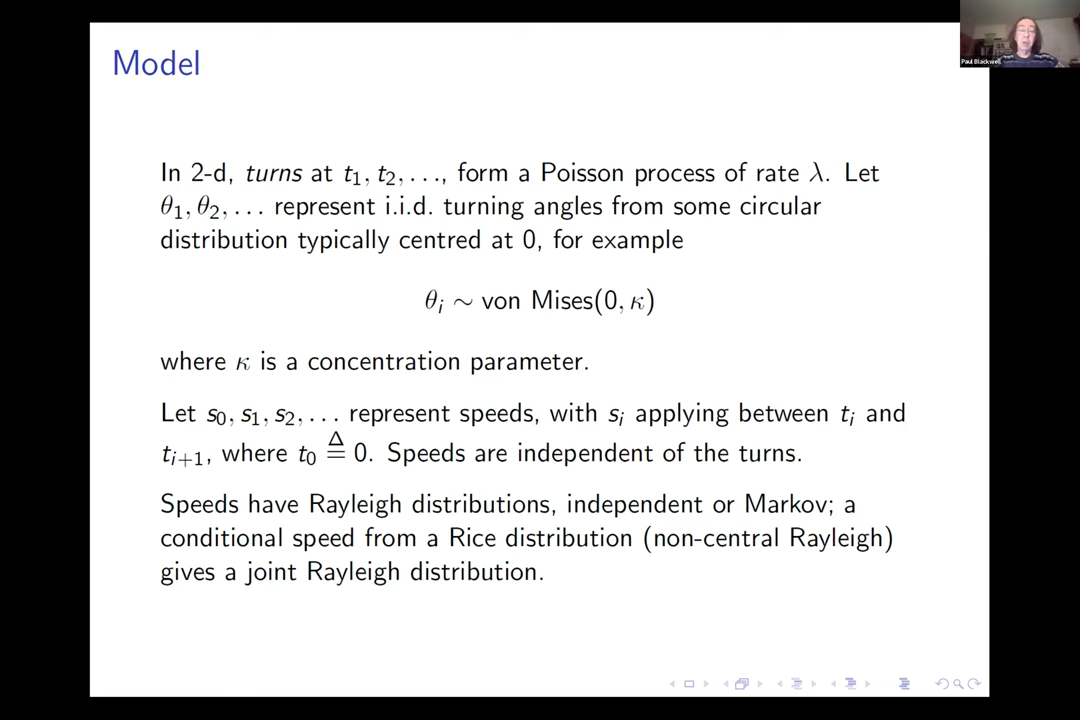 Model
Paul Blackwell
In 2-d, turns at t₁, t₂, . . ., form a Poisson process of rate λ. Let
θ₁, θ₂, . . . represent i.i.d. turning angles from some circular
distribution typically centred at 0, for example
θᵢ ∼ von Mises(0, κ)
where κ is a concentration parameter.
Let s₀, s₁, s₂, . . . represent speeds, with sᵢ applying between tᵢ and
tᵢ₊₁, where t₀ ≜ 0. Speeds are independent of the turns.
Speeds have Rayleigh distributions, independent or Markov; a
conditional speed from a Rice distribution (non-central Rayleigh)
gives a joint Rayleigh distribution.